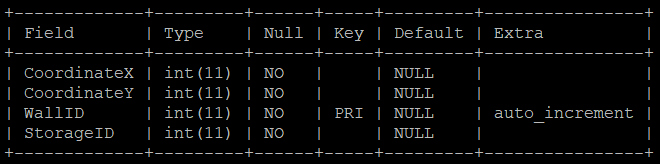 +-------------+---------+------+-----+---------+----------------+
| Field       | Type    | Null | Key | Default | Extra          |
+-------------+---------+------+-----+---------+----------------+
| CoordinateX | int(11) | NO   |     | NULL    |                |
| CoordinateY | int(11) | NO   |     | NULL    |                |
| WallID      | int(11) | NO   | PRI | NULL    | auto_increment |
| StorageID   | int(11) | NO   |     | NULL    |                |
+-------------+---------+------+-----+---------+----------------+